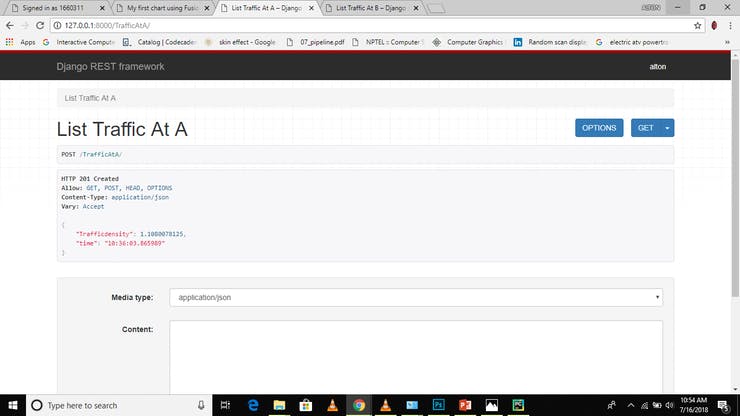 Signed in as 1660311
My first chart using Fusio
List Traffic At A – Django
List Traffic At B – Django
127.0.0.1:8000/TrafficAtA/
Apps
Interactive Compute
Catalog | Codecader
skin effect - Google
07_pipeline.pdf
NPTEL :: Computer S
Computer Graphics
Random scan displa
electric atv powertra
Django REST framework
alton
List Traffic At A
List Traffic At A
OPTIONS
GET
POST /TrafficAtA/
HTTP 201 Created
Allow: GET, POST, HEAD, OPTIONS
Content-Type: application/json
Vary: Accept
{
"Trafficdensity": 1.1080078125,
"time": "10:36:03.865989"
}
Media type:
application/json
Content:
Type here to search
10:54 AM
7/16/2018